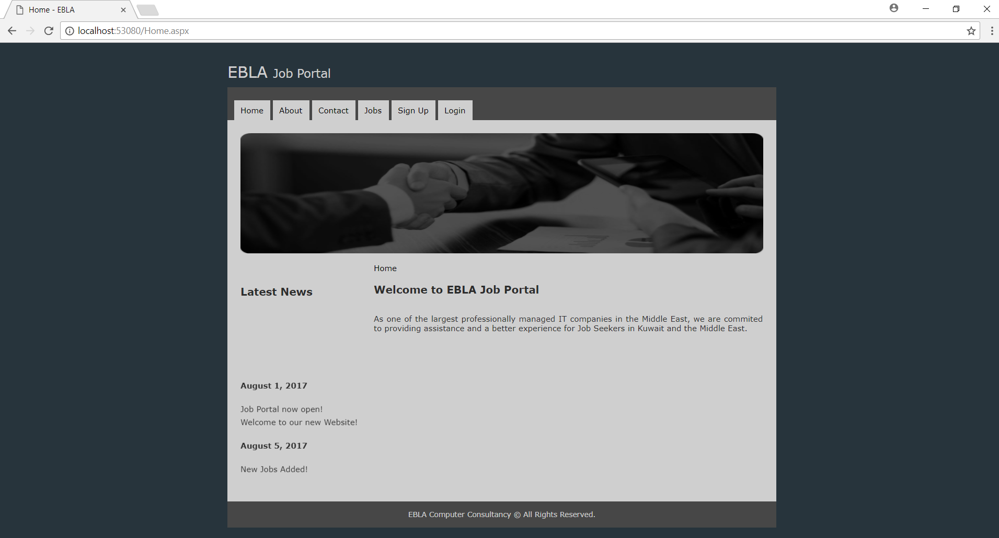 Home - EBLA
localhost:53080/Home.aspx
EBLA Job Portal
Home About Contact Jobs Sign Up Login
Home
Latest News
Welcome to EBLA Job Portal
As one of the largest professionally managed IT companies in the Middle East, we are commited
to providing assistance and a better experience for Job Seekers in Kuwait and the Middle East.
August 1, 2017
Job Portal now open!
Welcome to our new Website!
August 5, 2017
New Jobs Added!
EBLA Computer Consultancy © All Rights Reserved.